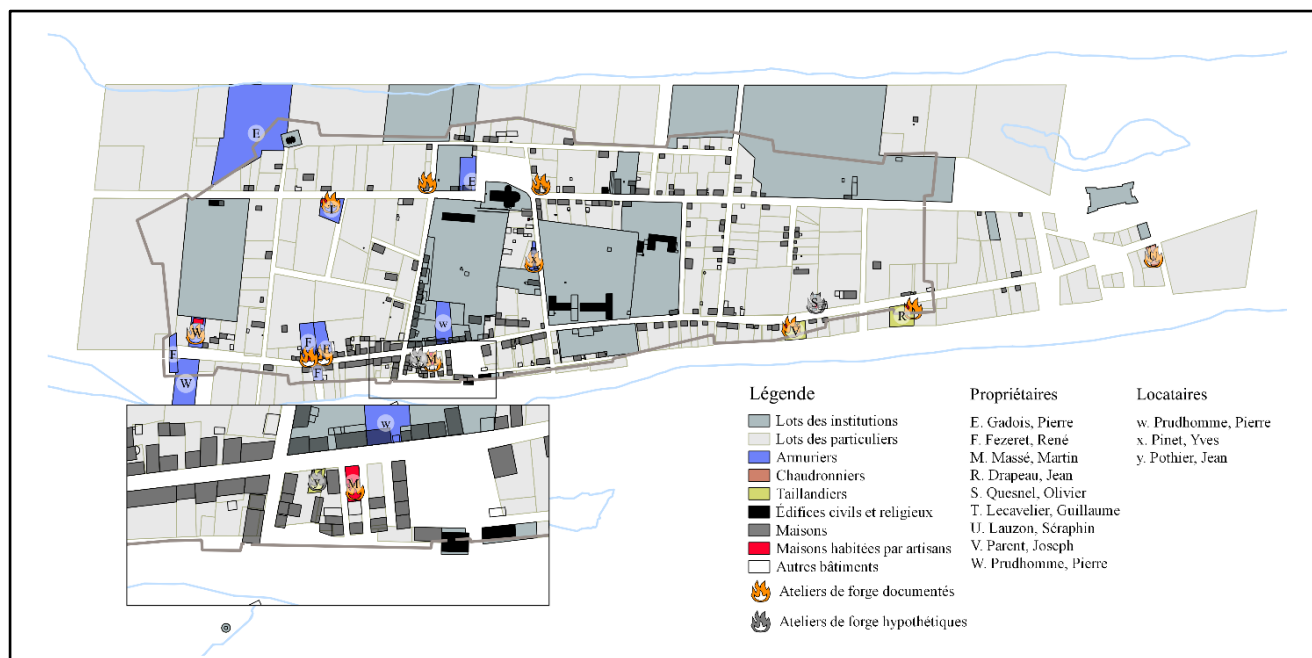 E
E
T
x
S
U
R
V
W
F
F
F
w
y
M
F
W
w
y
M
Légende
Lots des institutions
Lots des particuliers
Armuriers
Chaudronniers
Taillandiers
Édifices civils et religieux
Maisons
Maisons habitées par artisans
Autres bâtiments
Ateliers de forge documentés
Ateliers de forge hypothétiques
Propriétaires
E. Gadois, Pierre
F. Fezeret, René
M. Massé, Martin
R. Drapeau, Jean
S. Quesnel, Olivier
T. Lecavelier, Guillaume
U. Lauzon, Séraphin
V. Parent, Joseph
W. Prudhomme, Pierre
Locataires
w. Prudhomme, Pierre
x. Pinet, Yves
y. Pothier, Jean